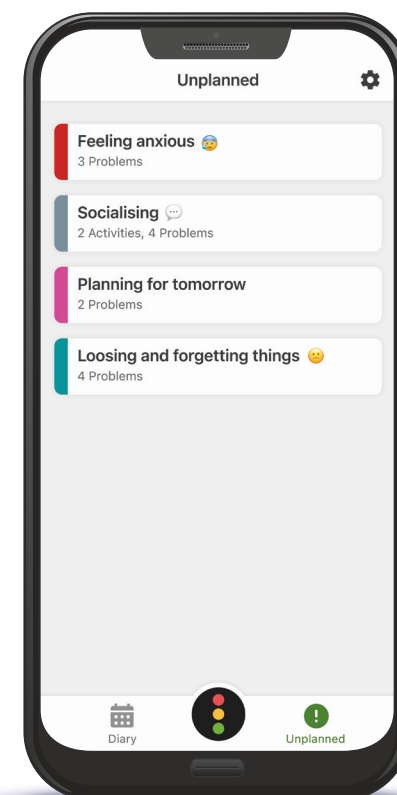 Unplanned
Feeling anxious 😰
3 Problems
Socialising 💬
2 Activities, 4 Problems
Planning for tomorrow
2 Problems
Loosing and forgetting things 😕
4 Problems
Diary
Unplanned